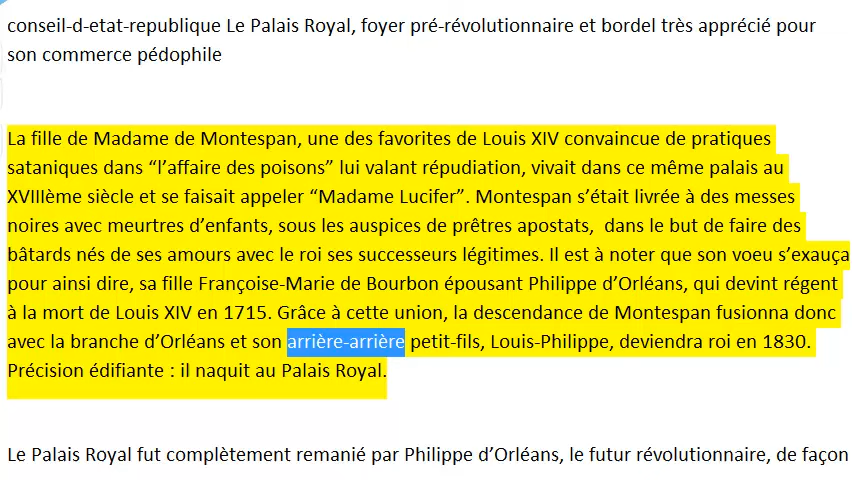 conseil-d-etat-republique Le Palais Royal, foyer pré-révolutionnaire et bordel très apprécié pour
son commerce pédophile
La fille de Madame de Montespan, une des favorites de Louis XIV convaincue de pratiques
sataniques dans “l’affaire des poisons” lui valant répudiation, vivait dans ce même palais au
XVIIIème siècle et se faisait appeler “Madame Lucifer”. Montespan s’était livrée à des messes
noires avec meurtres d’enfants, sous les auspices de prêtres apostats,  dans le but de faire des
bâtards nés de ses amours avec le roi ses successeurs légitimes. Il est à noter que son voeu s’exauça
pour ainsi dire, sa fille Françoise-Marie de Bourbon épousant Philippe d’Orléans, qui devint régent
à la mort de Louis XIV en 1715. Grâce à cette union, la descendance de Montespan fusionna donc
avec la branche d’Orléans et son arrière-arrière petit-fils, Louis-Philippe, deviendra roi en 1830.
Précision édifiante : il naquit au Palais Royal.
Le Palais Royal fut complètement remanié par Philippe d’Orléans, le futur révolutionnaire, de façon